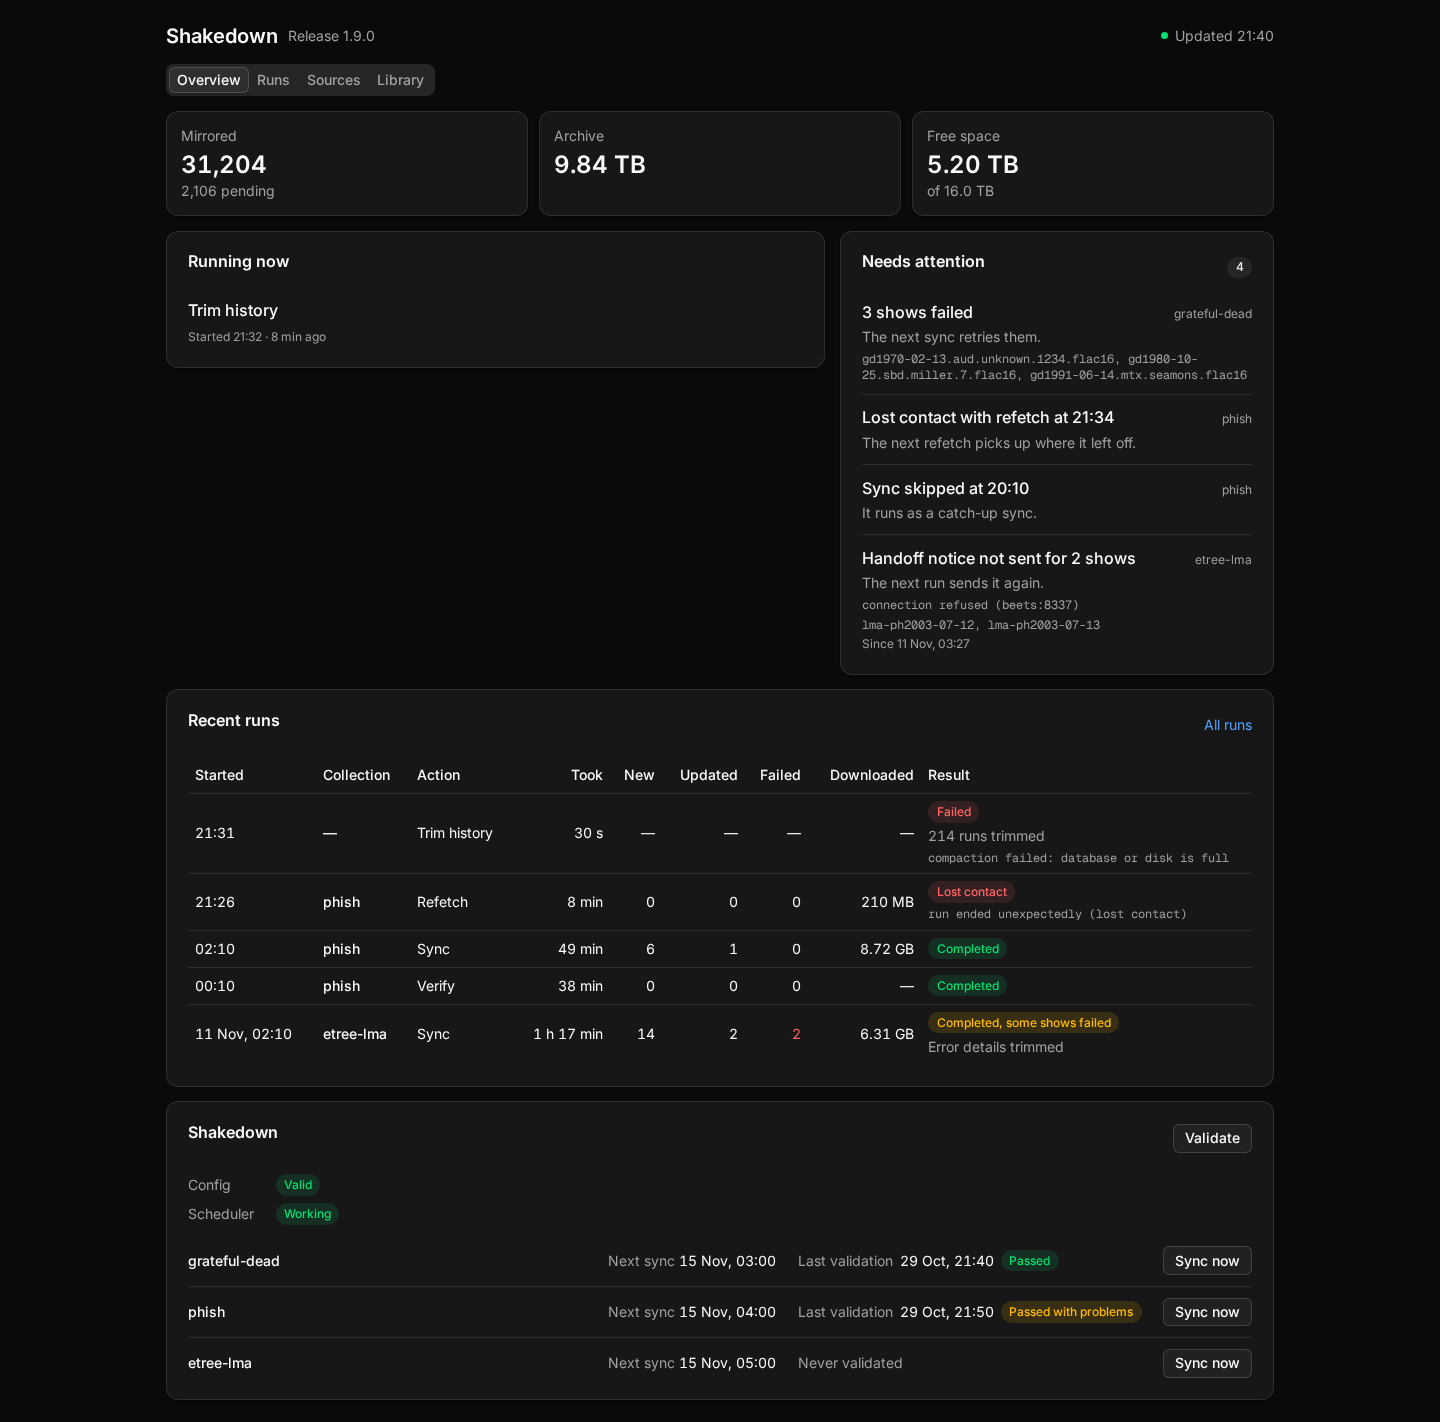 Shakedown Release 1.9.0
Updated 21:40
Overview Runs Sources Library
Mirrored
31,204
2,106 pending
Archive
9.84 TB
Free space
5.20 TB
of 16.0 TB
Running now
Trim history
Started 21:32 · 8 min ago
Needs attention
4
3 shows failed grateful-dead
The next sync retries them.
gd1970-02-13.aud.unknown.1234.flac16, gd1980-10-
25.sbd.miller.7.flac16, gd1991-06-14.mtx.seamons.flac16
Lost contact with refetch at 21:34 phish
The next refetch picks up where it left off.
Sync skipped at 20:10 phish
It runs as a catch-up sync.
Handoff notice not sent for 2 shows etree-lma
The next run sends it again.
connection refused (beets:8337)
lma-ph2003-07-12, lma-ph2003-07-13
Since 11 Nov, 03:27
Recent runs
All runs
Started Collection Action Took New Updated Failed Downloaded Result
21:31 — Trim history 30 s — — — — Failed
214 runs trimmed
compaction failed: database or disk is full
21:26 phish Refetch 8 min 0 0 0 210 MB Lost contact
run ended unexpectedly (lost contact)
02:10 phish Sync 49 min 6 1 0 8.72 GB Completed
00:10 phish Verify 38 min 0 0 0 — Completed
11 Nov, 02:10 etree-lma Sync 1 h 17 min 14 2 2 6.31 GB Completed, some shows failed
Error details trimmed
Shakedown
Validate
Config Valid
Scheduler Working
grateful-dead Next sync 15 Nov, 03:00 Last validation 29 Oct, 21:40 Passed Sync now
phish Next sync 15 Nov, 04:00 Last validation 29 Oct, 21:50 Passed with problems Sync now
etree-lma Next sync 15 Nov, 05:00 Never validated Sync now